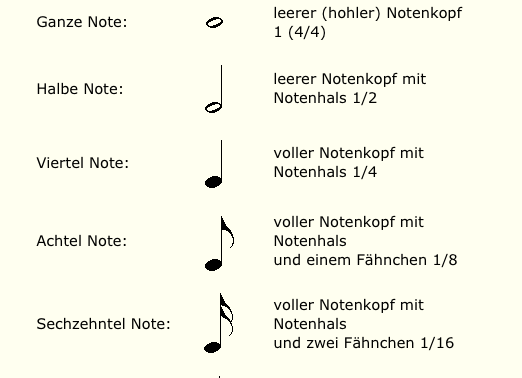 Ganze Note:
leerer (hohler) Notenkopf
1 (4/4)
Halbe Note:
leerer Notenkopf mit
Notenhals 1/2
Viertel Note:
voller Notenkopf mit
Notenhals 1/4
Achtel Note:
voller Notenkopf mit
Notenhals
und einem Fähnchen 1/8
Sechzehntel Note:
voller Notenkopf mit
Notenhals
und zwei Fähnchen 1/16